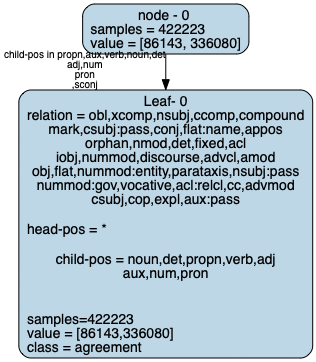 node - 0
samples = 422223
value = [86143, 336080]
child-pos in propn,aux,verb,noun,det
adj,num
pron
,sconj
Leaf- 0
relation = obl,xcomp,nsubj,ccomp,compound
mark,csubj:pass,conj,flat:name,appos
orphan,nmod,det,fixed,acl
iobj,nummod,discourse,advcl,amod
obj,flat,nummod:entity,parataxis,nsubj:pass
nummod:gov,vocative,acl:relcl,cc,advmod
csubj,cop,expl,aux:pass
head-pos = *
child-pos = noun,det,propn,verb,adj
aux,num,pron
samples=422223
value = [86143,336080]
class = agreement